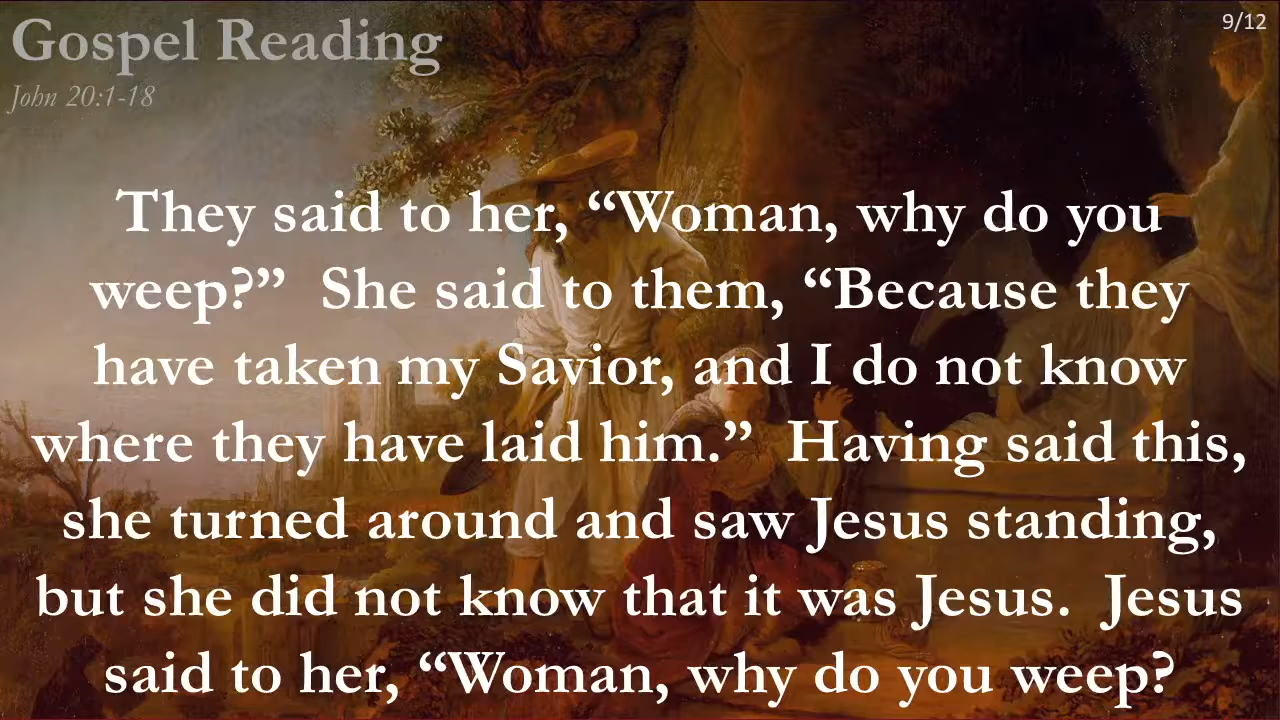 Gospel Reading
9/12
John 20:1-18
They said to her, “Woman, why do you
weep?”  She said to them, “Because they
have taken my Savior, and I do not know
where they have laid him.”  Having said this,
she turned around and saw Jesus standing,
but she did not know that it was Jesus.  Jesus
said to her, “Woman, why do you weep?